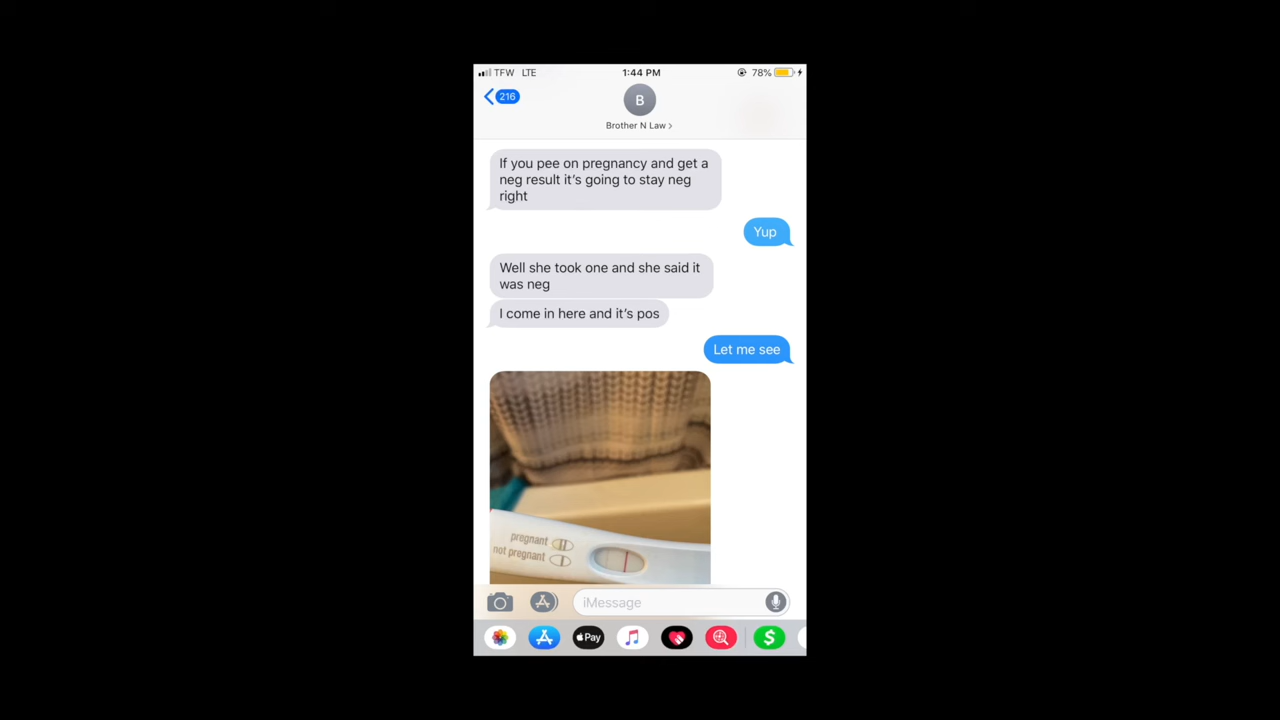 TFW LTE 1:44 PM 78%
216
B
Brother N Law >
If you pee on pregnancy and get a
neg result it’s going to stay neg
right
Yup
Well she took one and she said it
was neg
I come in here and it’s pos
Let me see
pregnant
not pregnant
iMessage
Pay
$